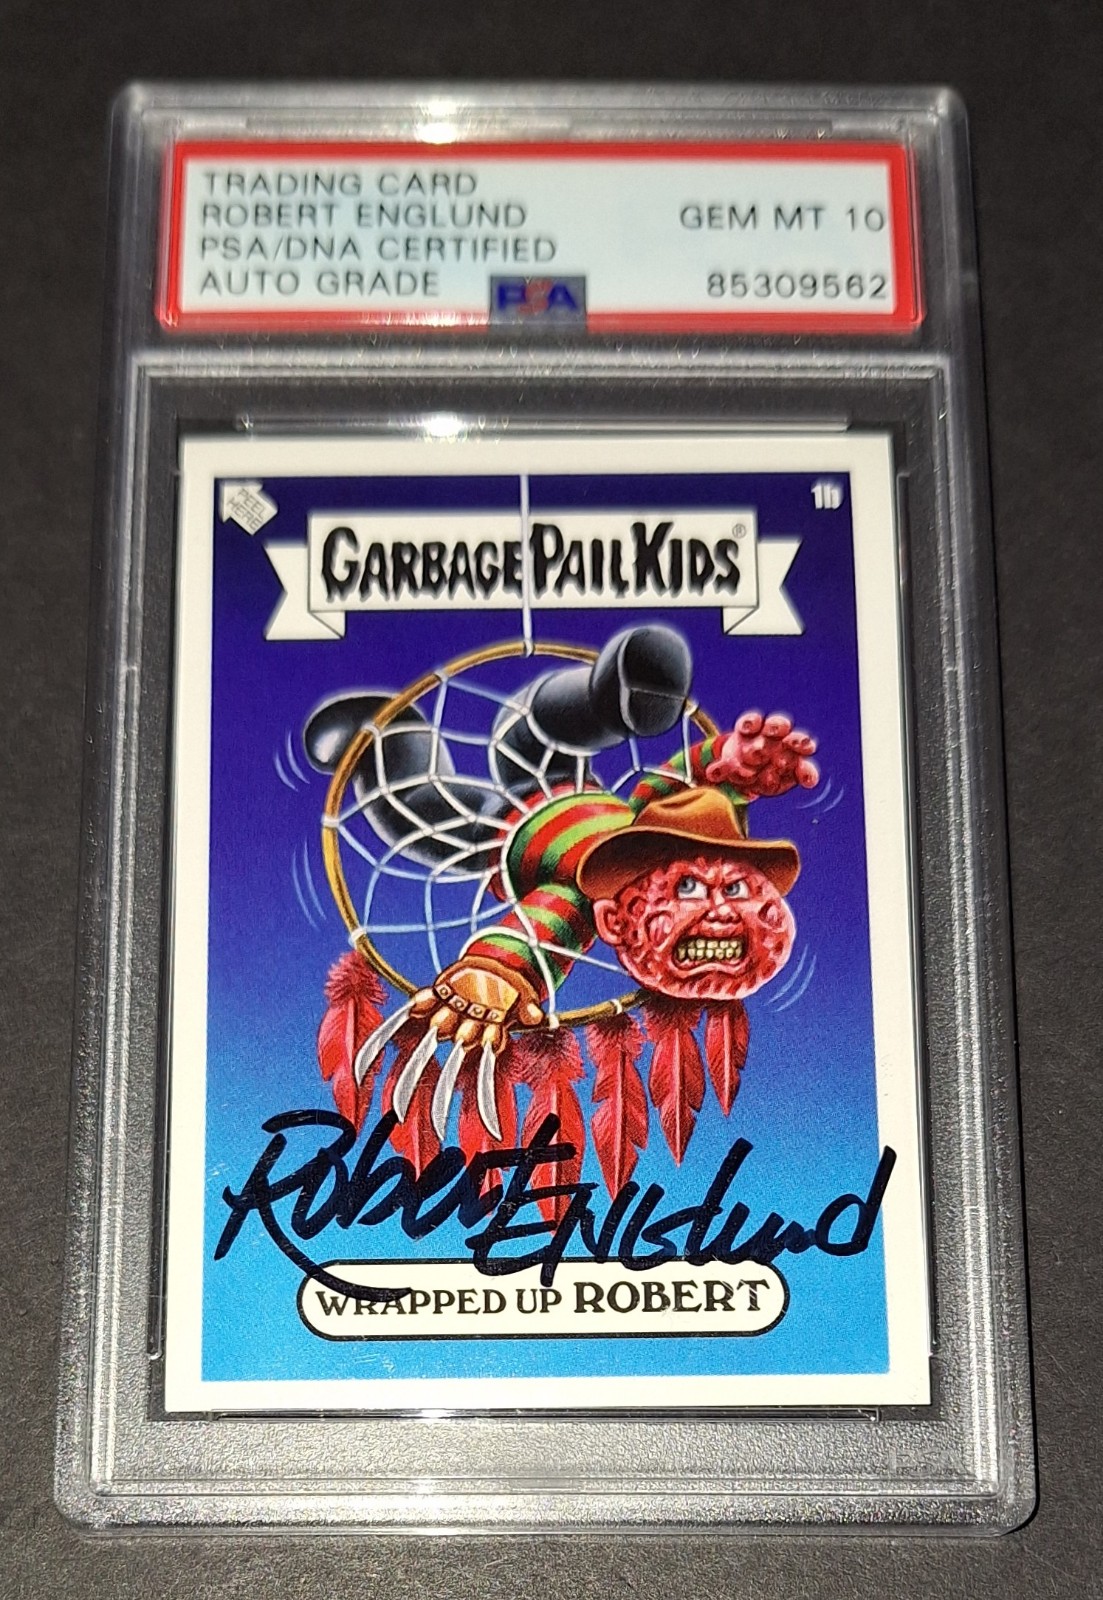 TRADING CARD
ROBERT ENGLUND
PSA/DNA CERTIFIED
AUTO GRADE
GEM MT 10
85309562
PSA
PEEL
HERE
1b
GARBAGE PAIL KIDS®
Robert Englund
WRAPPED UP ROBERT
PSA